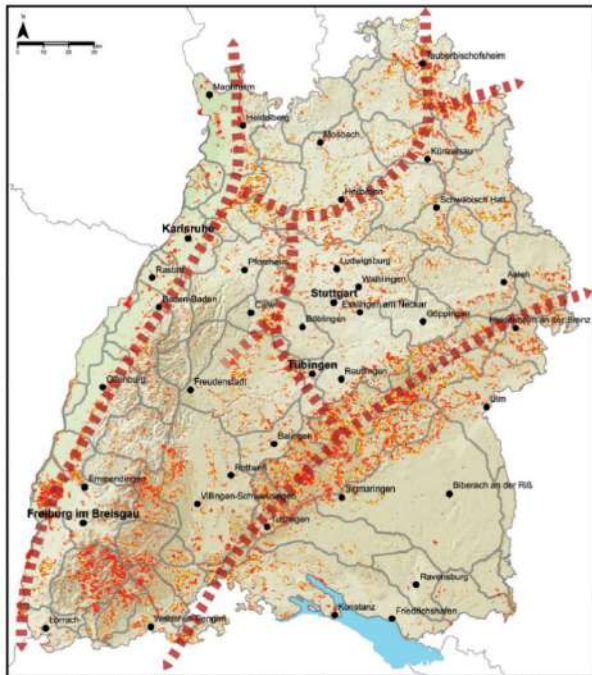 N
Tauberbischofsheim
Mannheim
Heidelberg
Mosbach
Künzelsau
Heilbronn
Schwäbisch Hall
Karlsruhe
Rastatt
Pforzheim
Ludwigsburg
Waiblingen
Aalen
Baden-Baden
Stuttgart
Calw
Esslingen am Neckar
Böblingen
Göppingen
Heidenheim an der Brenz
Tübingen
Reutlingen
Offenburg
Freudenstadt
Ulm
Balingen
Rottweil
Emmendingen
Villingen-Schwenningen
Sigmaringen
Biberach an der Riß
Freiburg im Breisgau
Tuttlingen
Ravensburg
Konstanz
Friedrichshafen
Lörrach
Waldshut-Tiengen